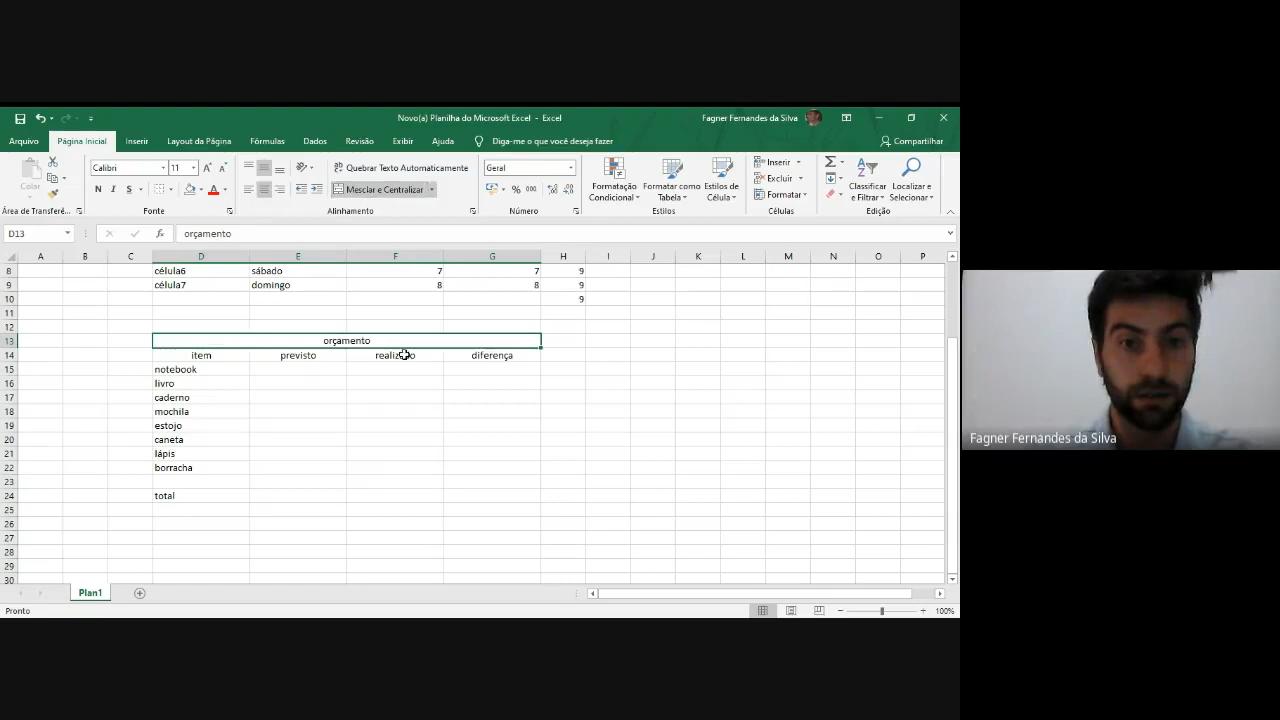 Novo(a) Planilha do Microsoft Excel - Excel
Fagner Fernandes da Silva
Arquivo Página Inicial Inserir Layout da Página Fórmulas Dados Revisão Exibir Ajuda Diga-me o que você deseja fazer Compartilhar
Colar
Calibri 11
N I S
Quebrar Texto Automaticamente
Mesclar e Centralizar
Geral
% 000
Formatação Condicional
Formatar como Tabela
Estilos de Célula
Inserir
Excluir
Formatar
Classificar e Filtrar
Localizar e Selecionar
Área de Transferê... Fonte Alinhamento Número Estilos Células Edição
D13 fx orçamento
A B C D E F G H I J K L M N O P
8 célula6 sábado 7 7 9
9 célula7 domingo 8 8 9
10 9
11
12
13 orçamento
14 item previsto realizado diferença
15 notebook
16 livro
17 caderno
18 mochila
19 estojo
20 caneta
21 lápis
22 borracha
23
24 total
25
26
27
28
29
30
Plan1
Pronto 100%
Fagner Fernandes da Silva